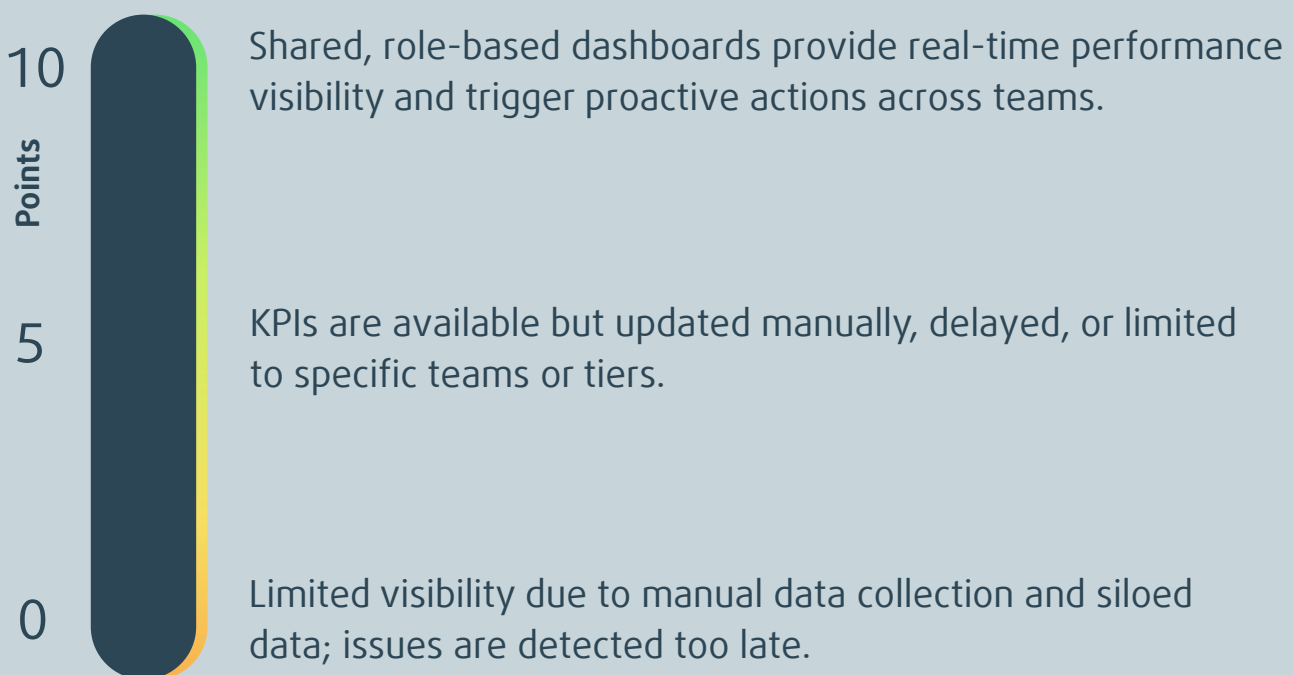 10
Shared, role-based dashboards provide real-time performance
visibility and trigger proactive actions across teams.
Points
5
KPIs are available but updated manually, delayed, or limited
to specific teams or tiers.
0
Limited visibility due to manual data collection and siloed
data; issues are detected too late.